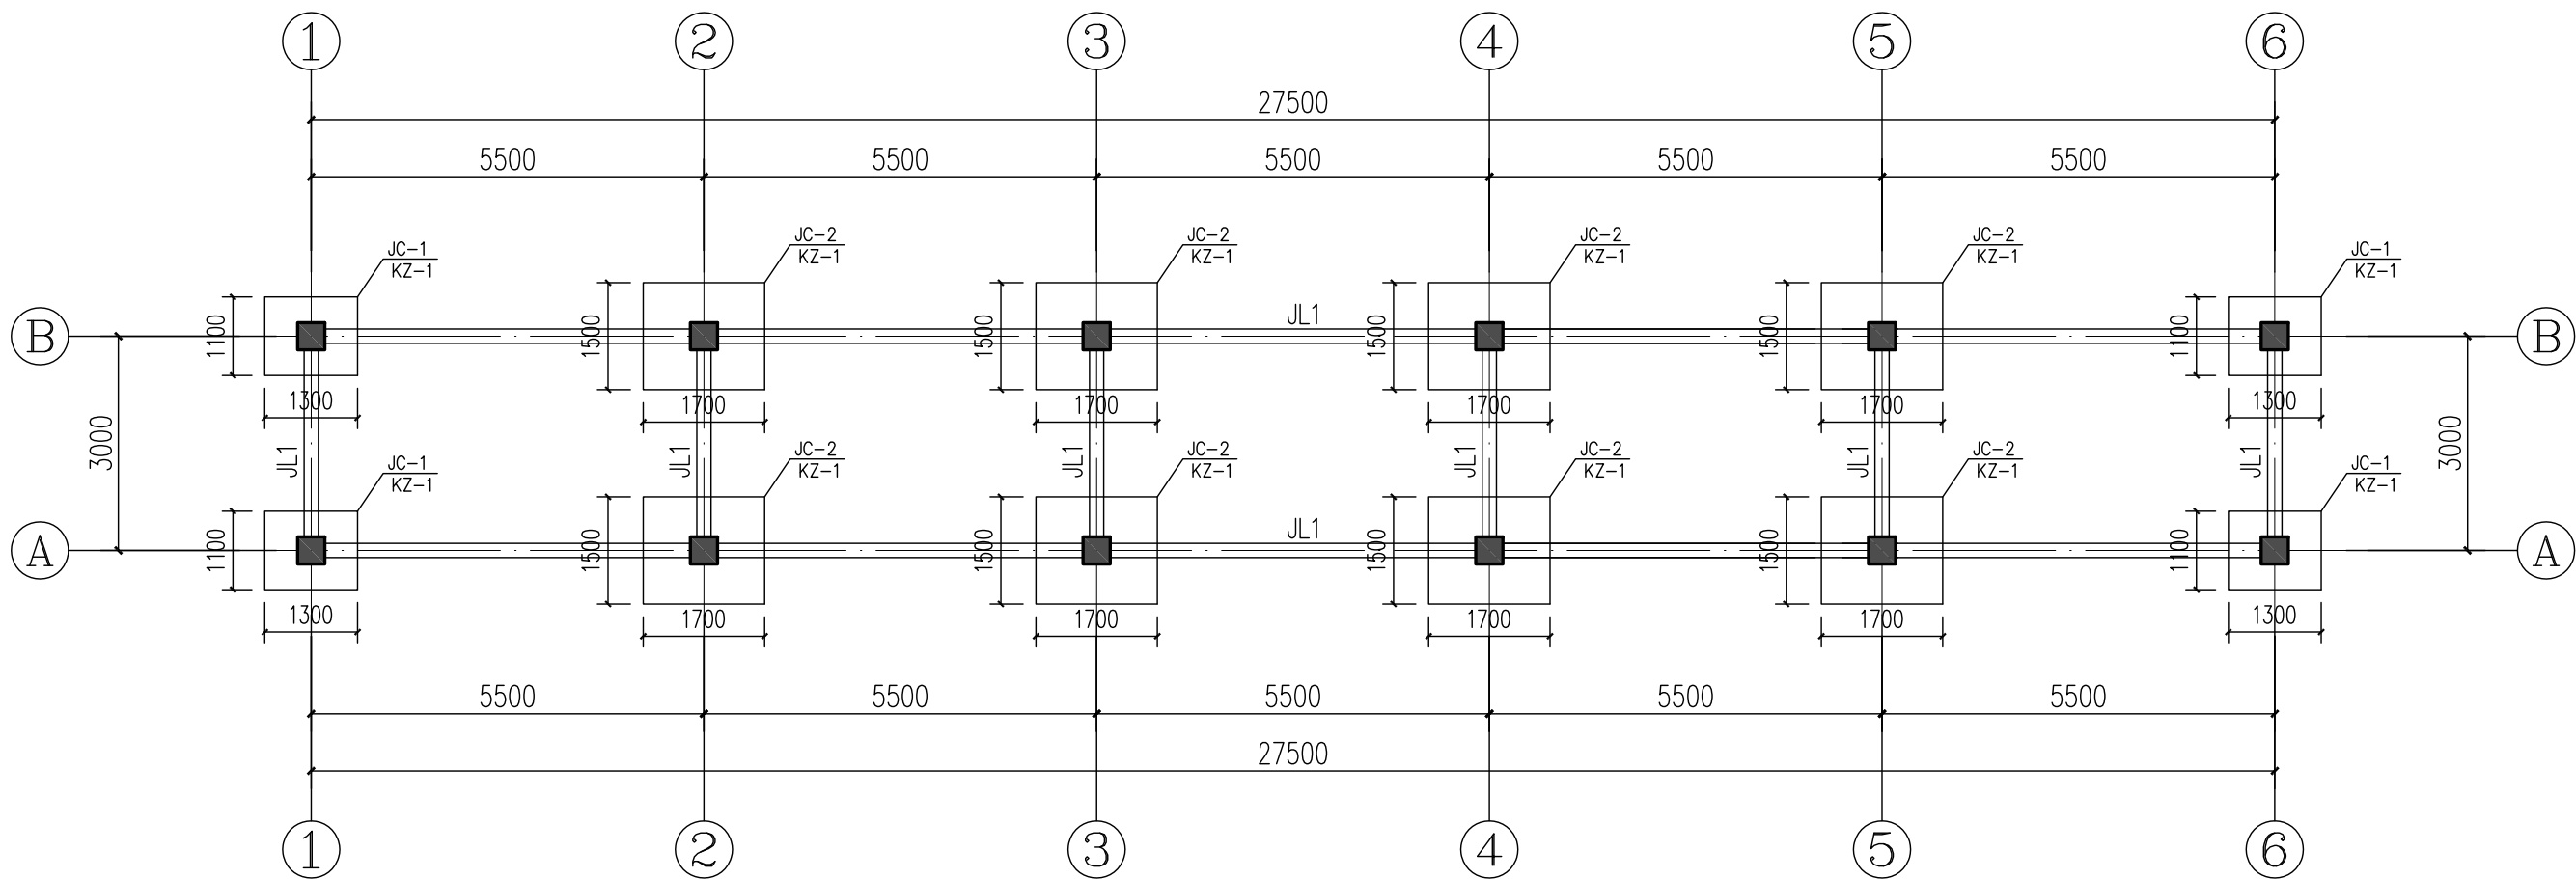 1 2 3 4 5 6
27500
5500 5500 5500 5500 5500
JC-2 JC-2 JC-2 JC-2
JC-1 KZ-1 KZ-1 KZ-1 KZ-1 JC-1
KZ-1 KZ-1
B 1100 1500 1500 JL1 1500 1500 1100 B
1300 1700 1700 1700 1700 1300
3000 3000
JC-2 JC-2 JC-2 JC-2
JC-1 JL1 JL1 JL1 JL1 JL1 JL1 JC-1
KZ-1 KZ-1 KZ-1 KZ-1 KZ-1 KZ-1
A 1100 1500 1500 JL1 1500 1500 1100 A
1300 1700 1700 1700 1700 1300
5500 5500 5500 5500 5500
27500
1 2 3 4 5 6